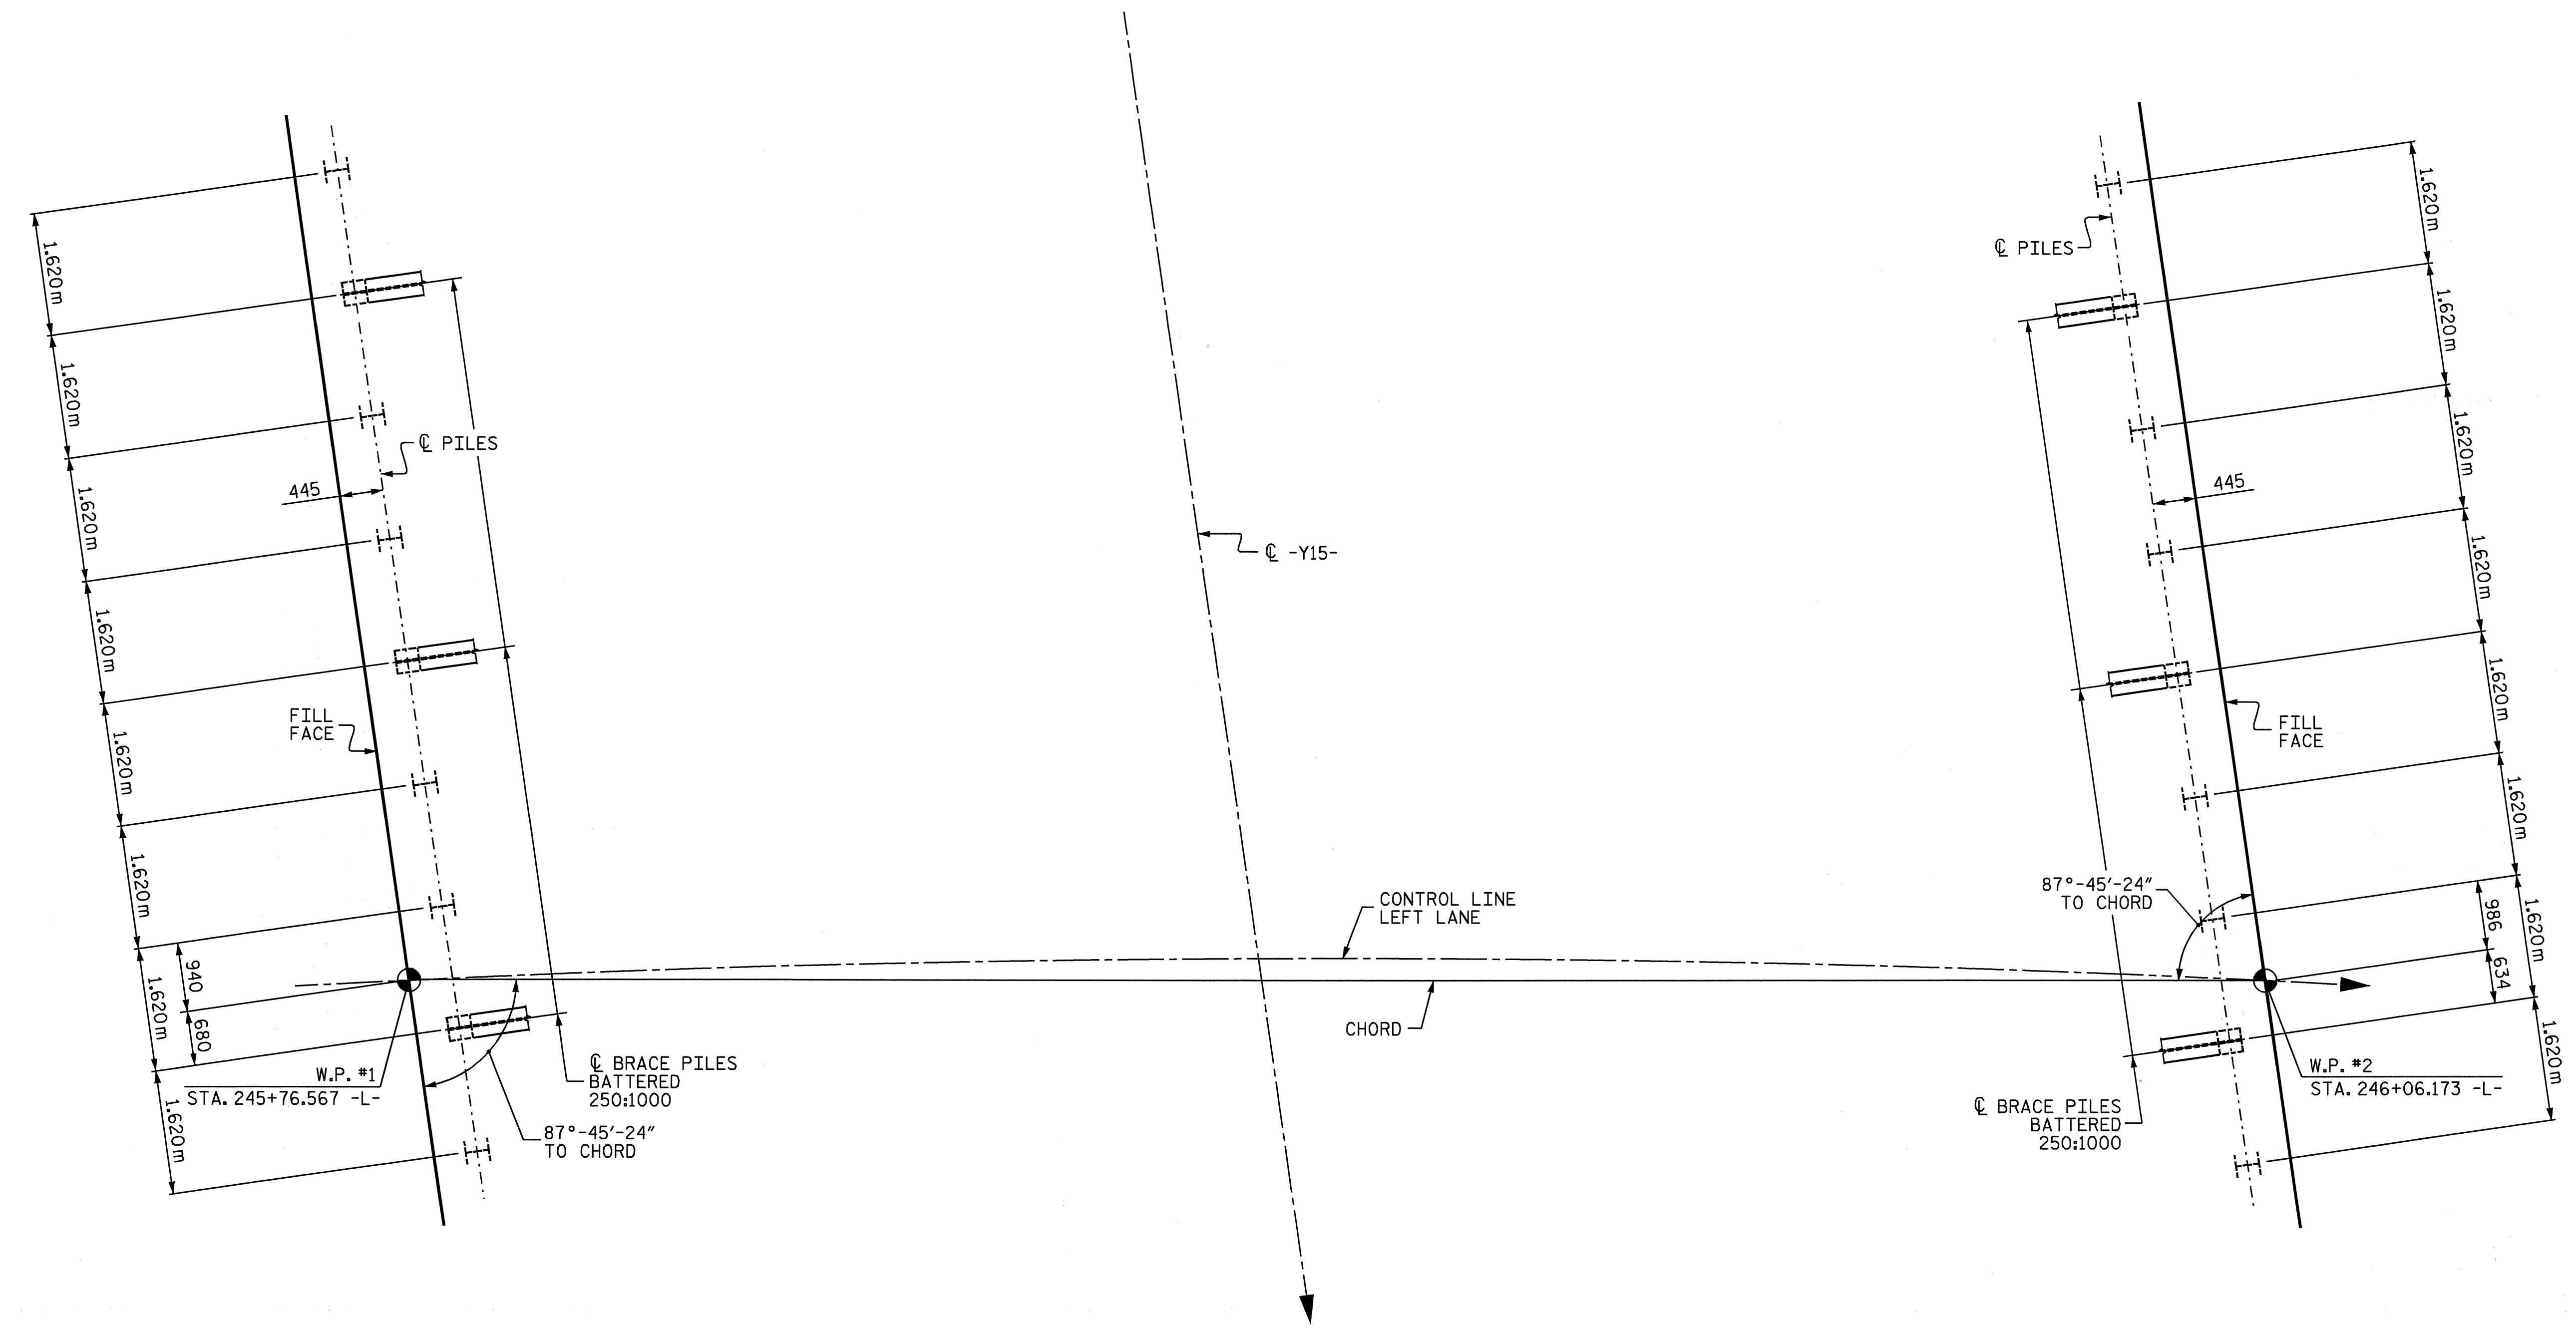 1.620m
1.620m
1.620m
1.620m
1.620m
1.620m
1.620m
1.620m
940
680
445
℄ PILES
FILL
FACE
W.P. #1
STA. 245+76.567 -L-
℄ BRACE PILES
BATTERED
250:1000
87°-45'-24"
TO CHORD
℄ -Y15-
CONTROL LINE
LEFT LANE
CHORD
℄ PILES
445
FILL
FACE
87°-45'-24"
TO CHORD
℄ BRACE PILES
BATTERED
250:1000
W.P. #2
STA. 246+06.173 -L-
1.620m
1.620m
1.620m
1.620m
1.620m
1.620m
1.620m
1.620m
986
634